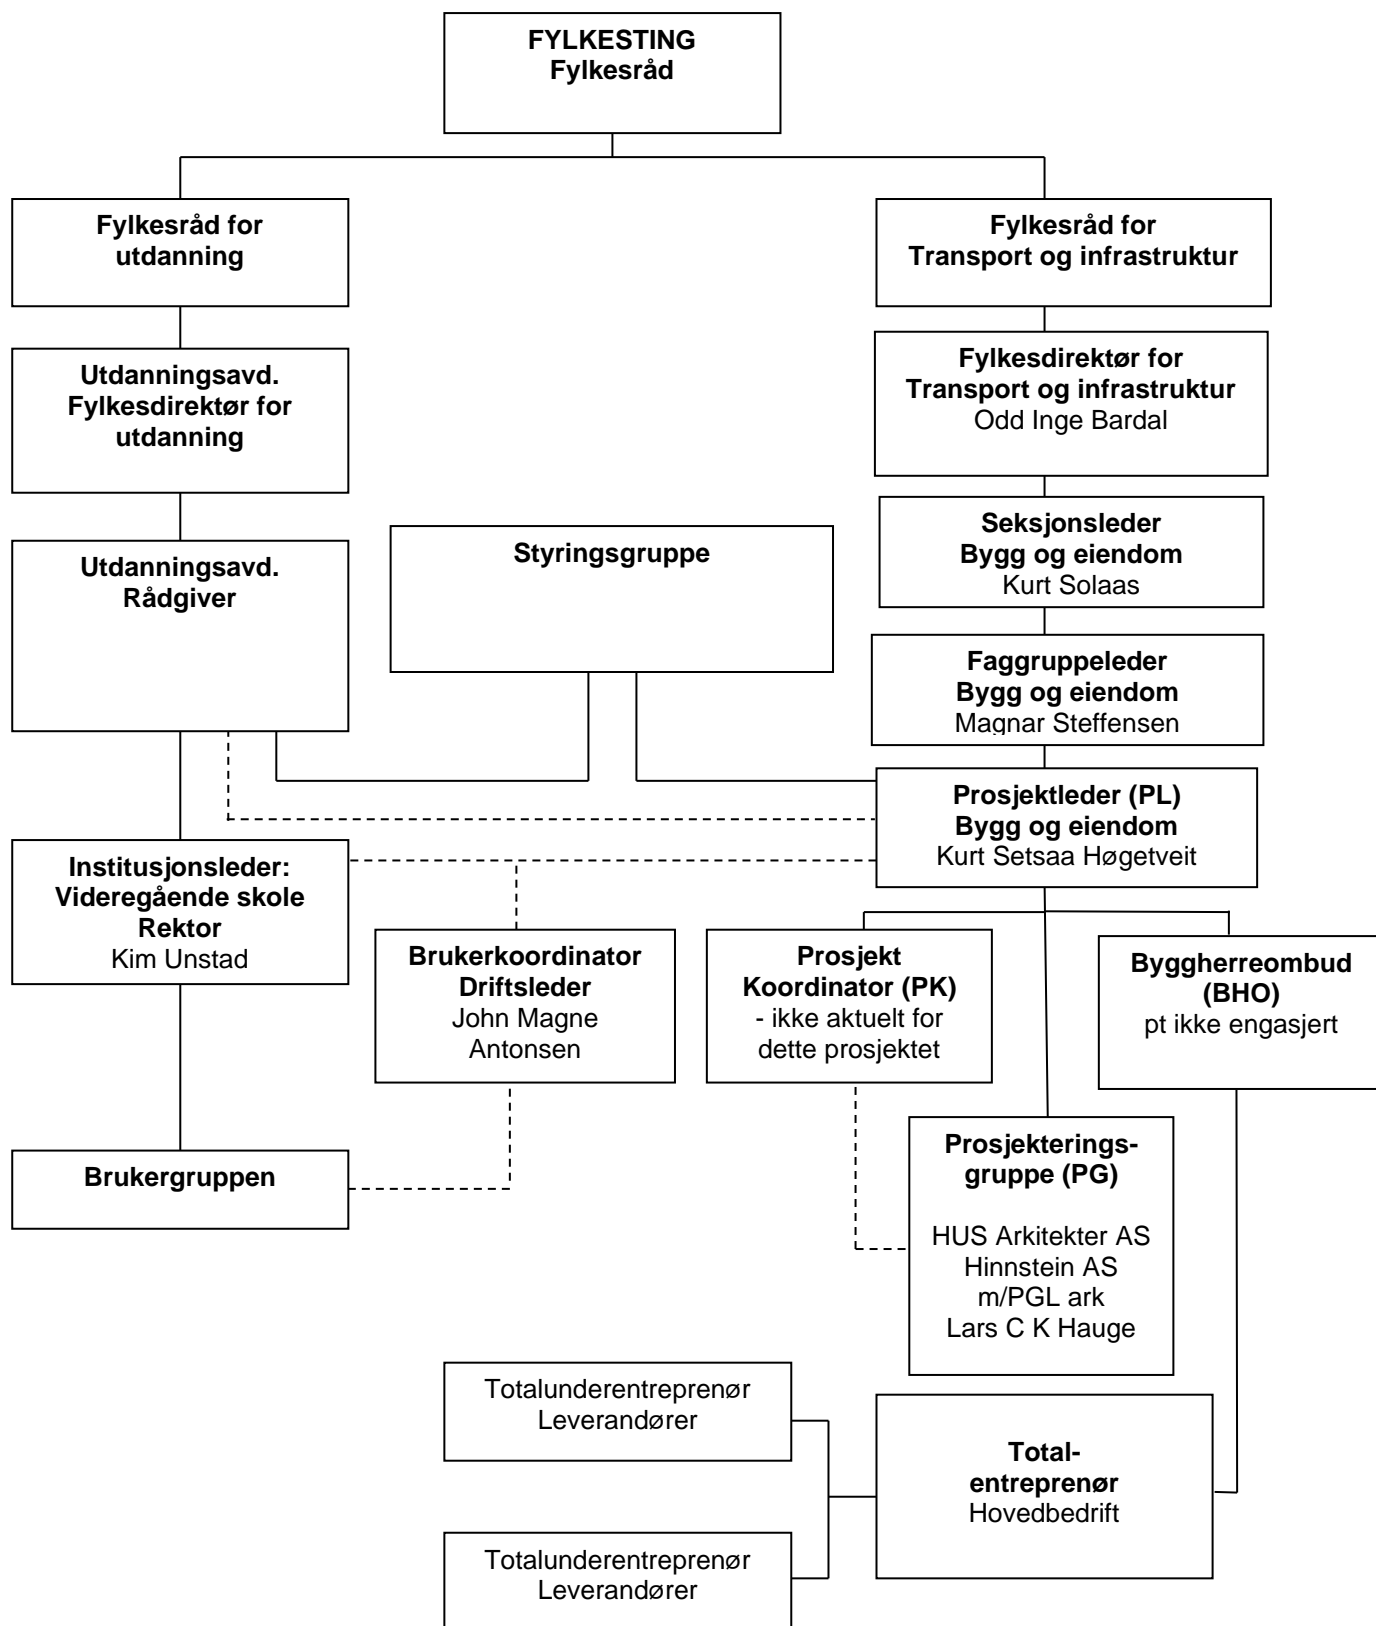 FYLKESTING
Fylkesråd
Fylkesråd for
utdanning
Fylkesråd for
Transport og infrastruktur
Utdanningsavd.
Fylkesdirektør for
utdanning
Fylkesdirektør for
Transport og infrastruktur
Odd Inge Bardal
Seksjonsleder
Bygg og eiendom
Kurt Solaas
Utdanningsavd.
Rådgiver
Styringsgruppe
Faggruppeleder
Bygg og eiendom
Magnar Steffensen
Prosjektleder (PL)
Bygg og eiendom
Kurt Setsaa Høgetveit
Institusjonsleder:
Videregående skole
Rektor
Kim Unstad
Brukerkoordinator
Driftsleder
John Magne
Antonsen
Prosjekt
Koordinator (PK)
- ikke aktuelt for
dette prosjektet
Byggherreombud
(BHO)
pt ikke engasjert
Prosjekterings-
gruppe (PG)
HUS Arkitekter AS
Hinnstein AS
m/PGL ark
Lars C K Hauge
Brukergruppen
Totalunderentreprenør
Leverandører
Total-
entreprenør
Hovedbedrift
Totalunderentreprenør
Leverandører